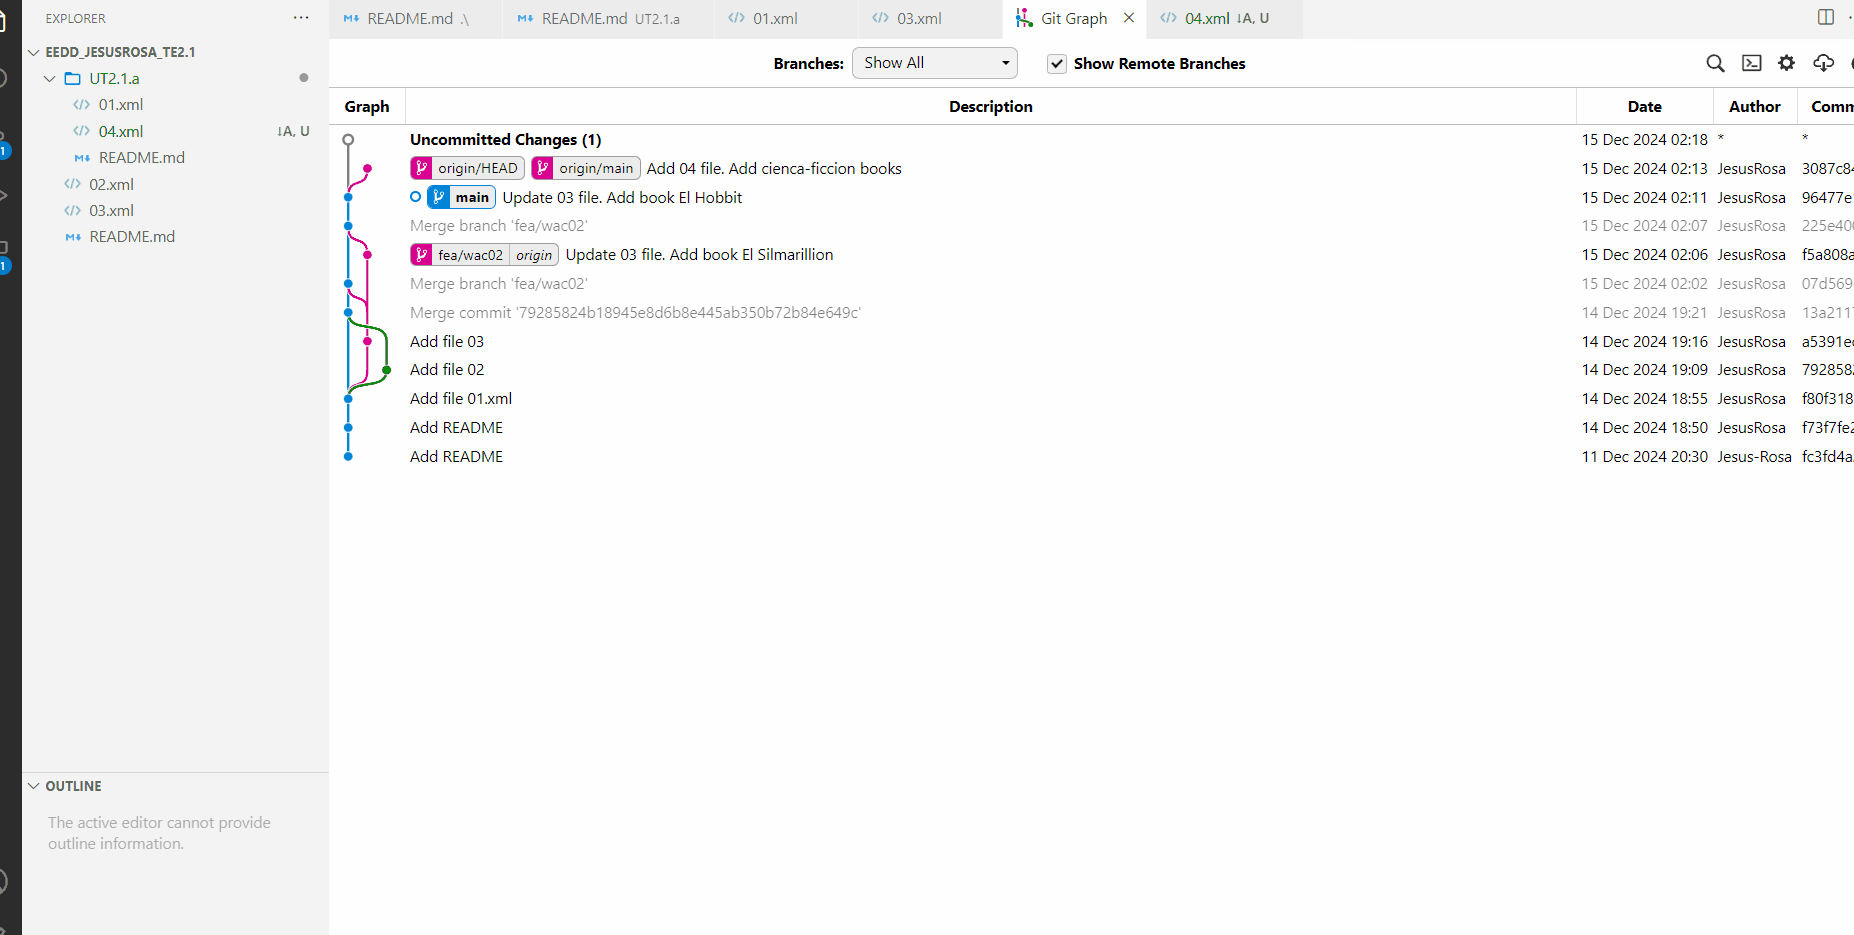 EXPLORER ···
EEDD_JESUSROSA_TE2.1
UT2.1.a
01.xml
04.xml ↓A, U
README.md
02.xml
03.xml
README.md
OUTLINE
The active editor cannot provide
outline information.
1
1
README.md .\ README.md UT2.1.a 01.xml 03.xml Git Graph 04.xml ↓A, U
Branches: Show All Show Remote Branches
Graph Description Date Author Comm
Uncommitted Changes (1) 15 Dec 2024 02:18 * *
origin/HEAD origin/main Add 04 file. Add cienca-ficcion books 15 Dec 2024 02:13 JesusRosa 3087c84
main Update 03 file. Add book El Hobbit 15 Dec 2024 02:11 JesusRosa 96477e
Merge branch 'fea/wac02' 15 Dec 2024 02:07 JesusRosa 225e40
fea/wac02 origin Update 03 file. Add book El Silmarillion 15 Dec 2024 02:06 JesusRosa f5a808a
Merge branch 'fea/wac02' 15 Dec 2024 02:02 JesusRosa 07d569
Merge commit '79285824b18945e8d6b8e445ab350b72b84e649c' 14 Dec 2024 19:21 JesusRosa 13a211
Add file 03 14 Dec 2024 19:16 JesusRosa a5391e
Add file 02 14 Dec 2024 19:09 JesusRosa 792858
Add file 01.xml 14 Dec 2024 18:55 JesusRosa f80f318
Add README 14 Dec 2024 18:50 JesusRosa f73f7fe
Add README 11 Dec 2024 20:30 Jesus-Rosa fc3fd4a